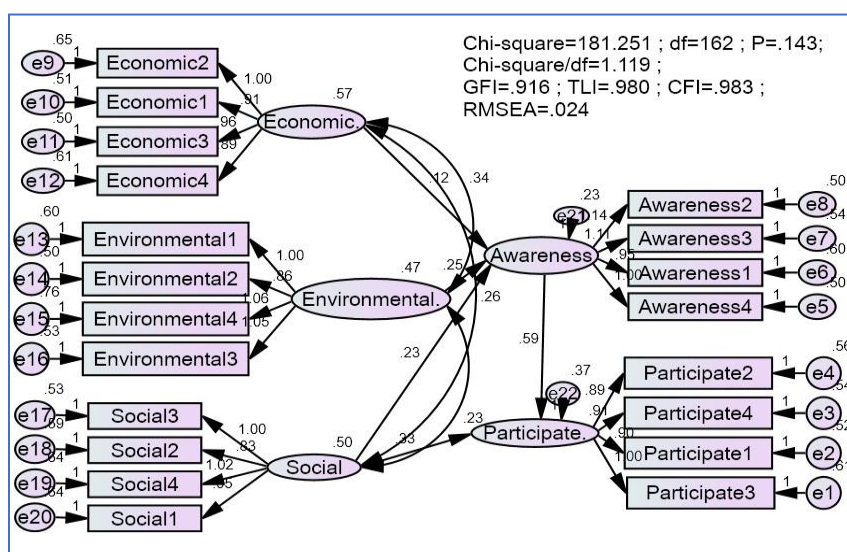 Chi-square=181.251 ; df=162 ; P=.143;
Chi-square/df=1.119 ;
GFI=.916 ; TLI=.980 ; CFI=.983 ;
RMSEA=.024
.65
e9 1 Economic2
.51
e10 1 Economic1
.50
e11 1 Economic3
.61
e12 1 Economic4
1.00
.91
.96
.89
.57
Economic.
.60
e13 1 Environmental1
.50
e14 1 Environmental2
.76
e15 1 Environmental4
.53
e16 1 Environmental3
1.00
.86
1.06
1.05
.47
Environmental.
.53
e17 1 Social3
e18 1 Social2
.64
e19 1 Social4
.64
e20 1 Social1
1.00
.83
1.02
.50
Social
.12
.34
.25
.26
.23
.33
.23
.59
.23
e21
Awareness
1.11
.95
1.00
.50
Awareness2 1 e8
.54
Awareness3 1 e7
.60
Awareness1 1 e6
.50
Awareness4 1 e5
.37
e22
Participate.
.89
.91
.90
1.00
.56
Participate2 1 e4
.54
Participate4 1 e3
.52
Participate1 1 e2
Participate3 1 e1